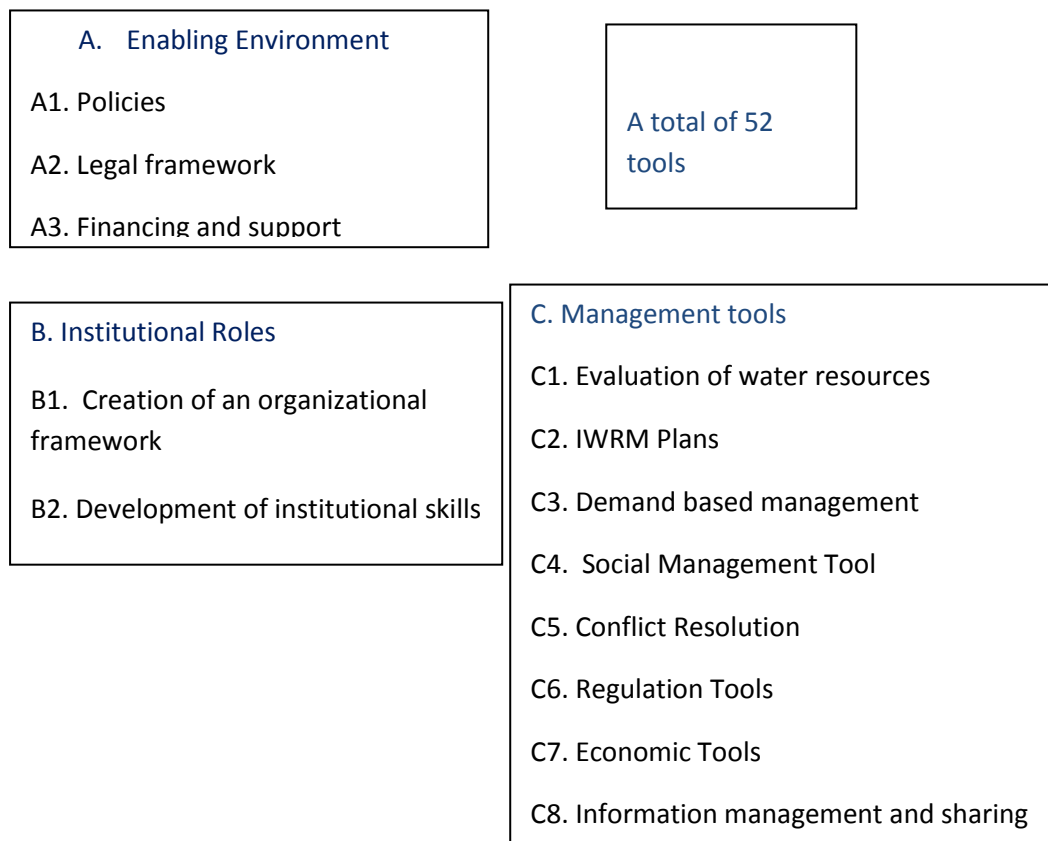 A. Enabling Environment
A1. Policies
A2. Legal framework
A3. Financing and support
A total of 52
tools
B. Institutional Roles
B1. Creation of an organizational
framework
B2. Development of institutional skills
C. Management tools
C1. Evaluation of water resources
C2. IWRM Plans
C3. Demand based management
C4. Social Management Tool
C5. Conflict Resolution
C6. Regulation Tools
C7. Economic Tools
C8. Information management and sharing